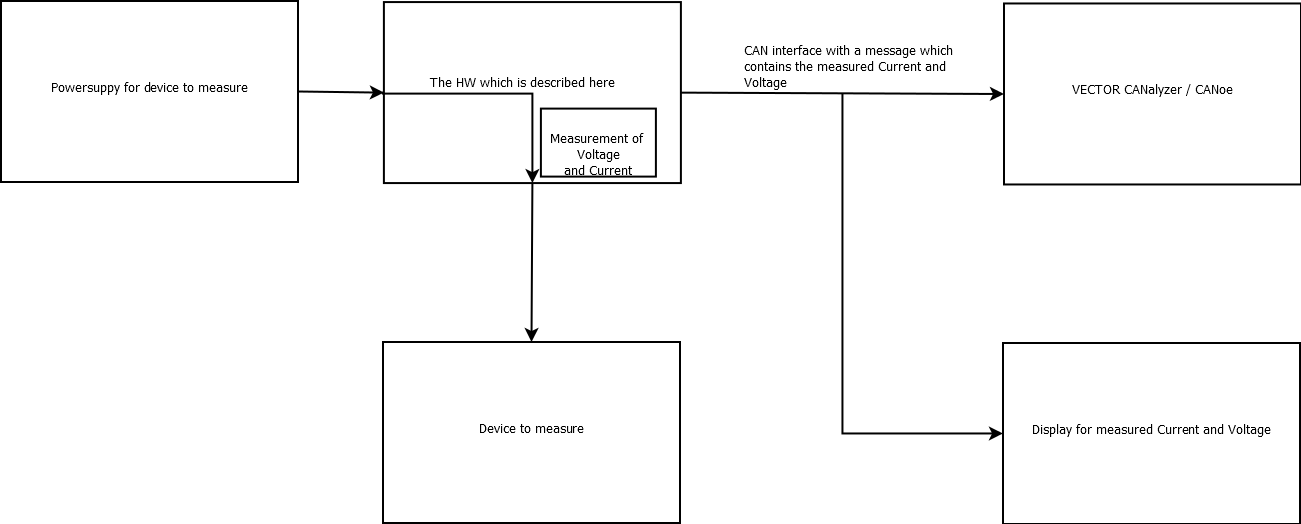 Powersuppy for device to measure
The HW which is described here
Measurement of
Voltage
and Current
CAN interface with a message which
contains the measured Current and
Voltage
VECTOR CANalyzer / CANoe
Device to measure
Display for measured Current and Voltage